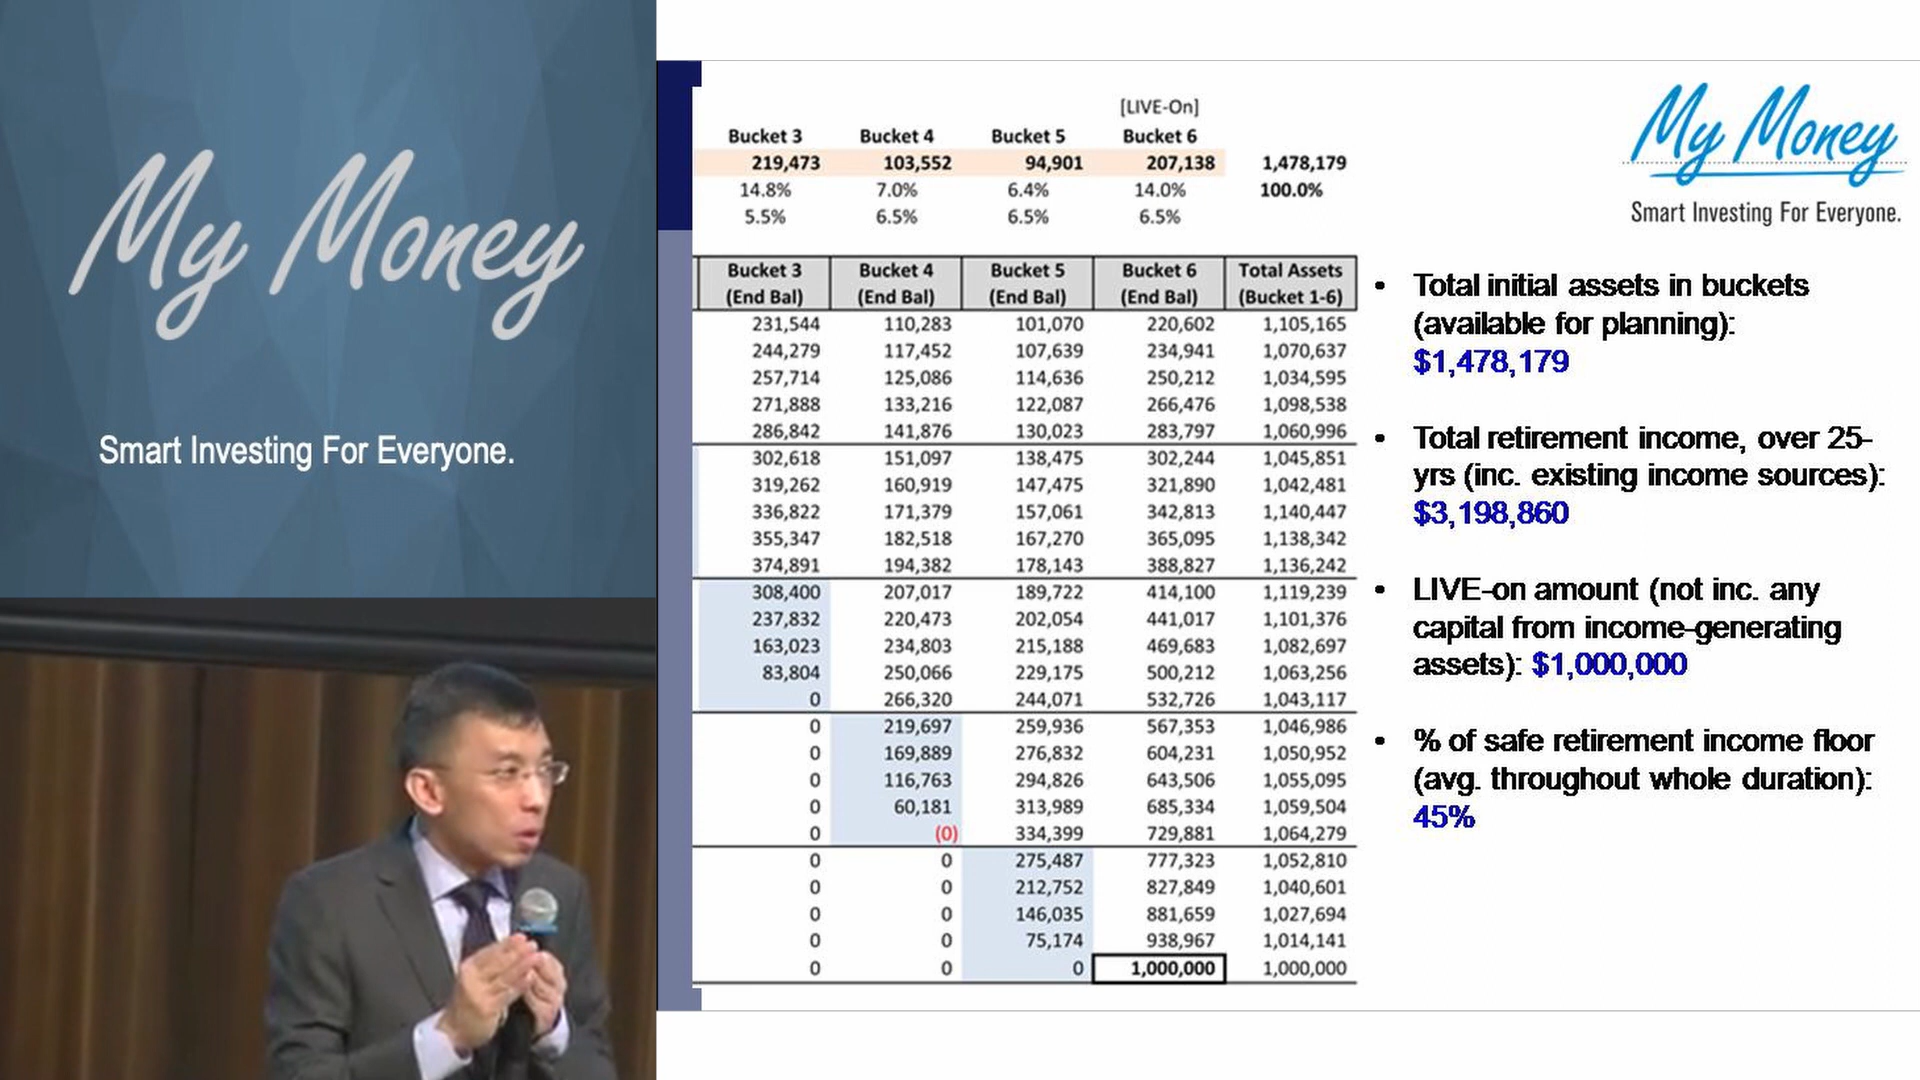 My Money
Smart Investing For Everyone.
[LIVE-On]
Bucket 3 Bucket 4 Bucket 5 Bucket 6
219,473 103,552 94,901 207,138 1,478,179
14.8% 7.0% 6.4% 14.0% 100.0%
5.5% 6.5% 6.5% 6.5%
Bucket 3 Bucket 4 Bucket 5 Bucket 6 Total Assets
(End Bal) (End Bal) (End Bal) (End Bal) (Bucket 1-6)
231,544 110,283 101,070 220,602 1,105,165
244,279 117,452 107,639 234,941 1,070,637
257,714 125,086 114,636 250,212 1,034,595
271,888 133,216 122,087 266,476 1,098,538
286,842 141,876 130,023 283,797 1,060,996
302,618 151,097 138,475 302,244 1,045,851
319,262 160,919 147,475 321,890 1,042,481
336,822 171,379 157,061 342,813 1,140,447
355,347 182,518 167,270 365,095 1,138,342
374,891 194,382 178,143 388,827 1,136,242
308,400 207,017 189,722 414,100 1,119,239
237,832 220,473 202,054 441,017 1,101,376
163,023 234,803 215,188 469,683 1,082,697
83,804 250,066 229,175 500,212 1,063,256
0 266,320 244,071 532,726 1,043,117
0 219,697 259,936 567,353 1,046,986
0 169,889 276,832 604,231 1,050,952
0 116,763 294,826 643,506 1,055,095
0 60,181 313,989 685,334 1,059,504
0 (0) 334,399 729,881 1,064,279
0 0 275,487 777,323 1,052,810
0 0 212,752 827,849 1,040,601
0 0 146,035 881,659 1,027,694
0 0 75,174 938,967 1,014,141
0 0 0 1,000,000 1,000,000
My Money
Smart Investing For Everyone.
• Total initial assets in buckets
(available for planning):
$1,478,179
• Total retirement income, over 25-
yrs (inc. existing income sources):
$3,198,860
• LIVE-on amount (not inc. any
capital from income-generating
assets): $1,000,000
• % of safe retirement income floor
(avg. throughout whole duration):
45%